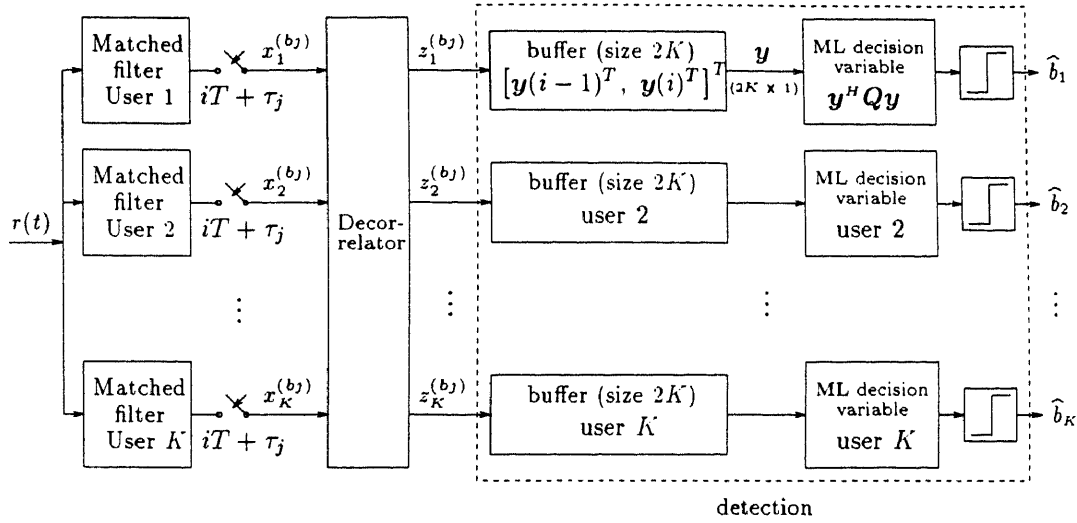 Matched
filter
User 1
x_1^{(b_j)}
iT + τ_j
z_1^{(b_j)}
buffer (size 2K)
[y(i − 1)^T , y(i)^T]^T
y
(2K × 1)
ML decision
variable
y^H Qy
b̂_1
Matched
filter
User 2
x_2^{(b_j)}
iT + τ_j
z_2^{(b_j)}
buffer (size 2K)
user 2
ML decision
variable
user 2
b̂_2
r(t)
Decor-
relator
Matched
filter
User K
x_K^{(b_j)}
iT + τ_j
z_K^{(b_j)}
buffer (size 2K)
user K
ML decision
variable
user K
b̂_K
detection